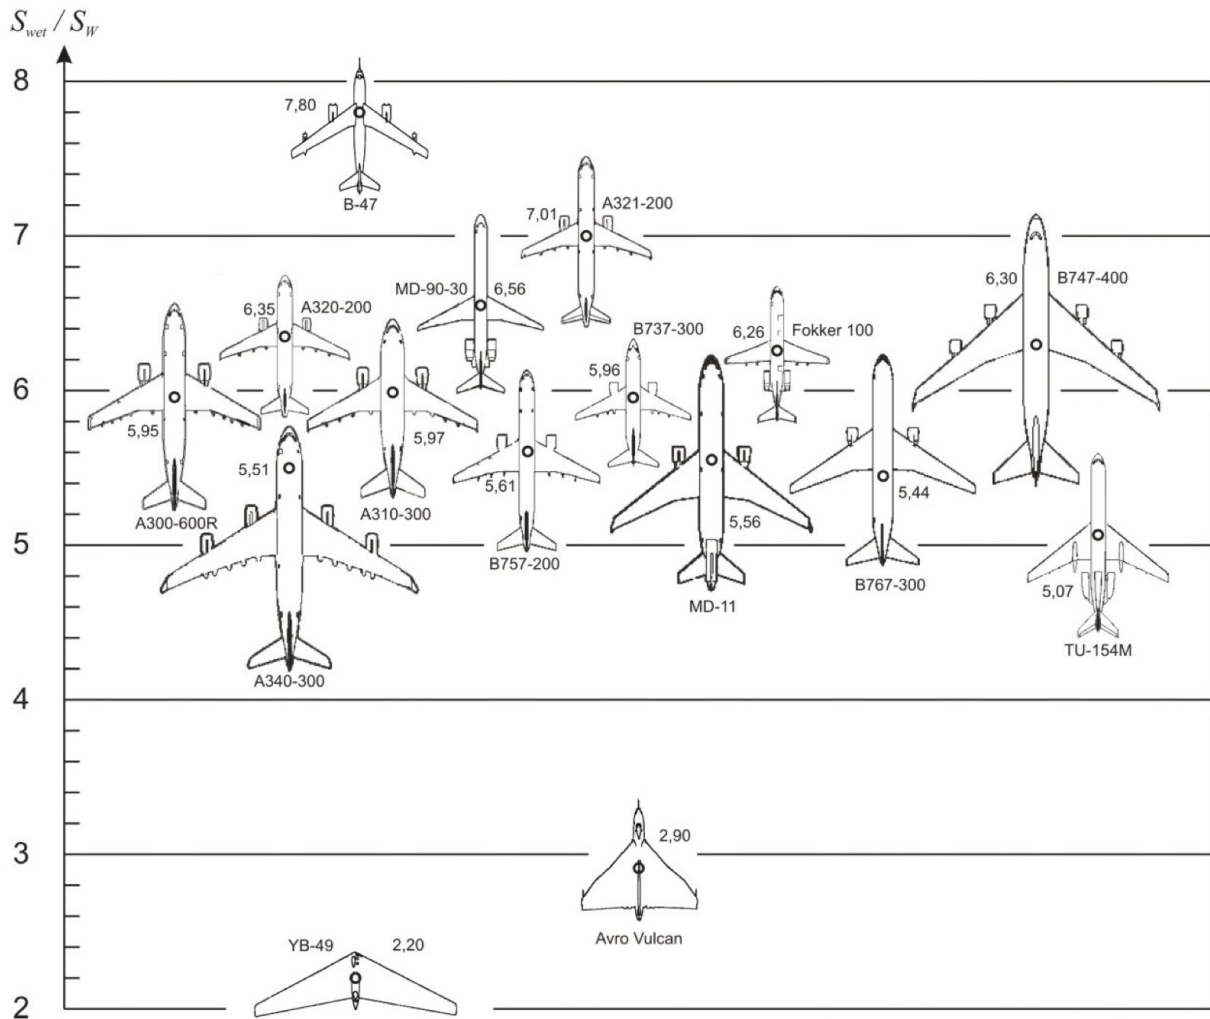 S_wet / S_W
8
7,80
B-47
7,01
A321-200
7
6,30
B747-400
MD-90-30
6,56
6,35
A320-200
B737-300
6,26
Fokker 100
5,96
6
5,95
5,97
5,51
5,61
5,44
5,56
A300-600R
A310-300
5
B757-200
B767-300
5,07
MD-11
TU-154M
A340-300
4
2,90
3
Avro Vulcan
YB-49
2,20
2